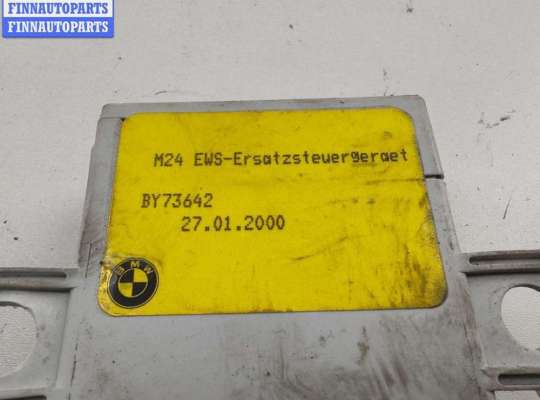 FINNAUTOPARTS
FINNAUTOPARTS
M24 EWS-Ersatzsteuergeraet
BY73642
27.01.2000
BMW